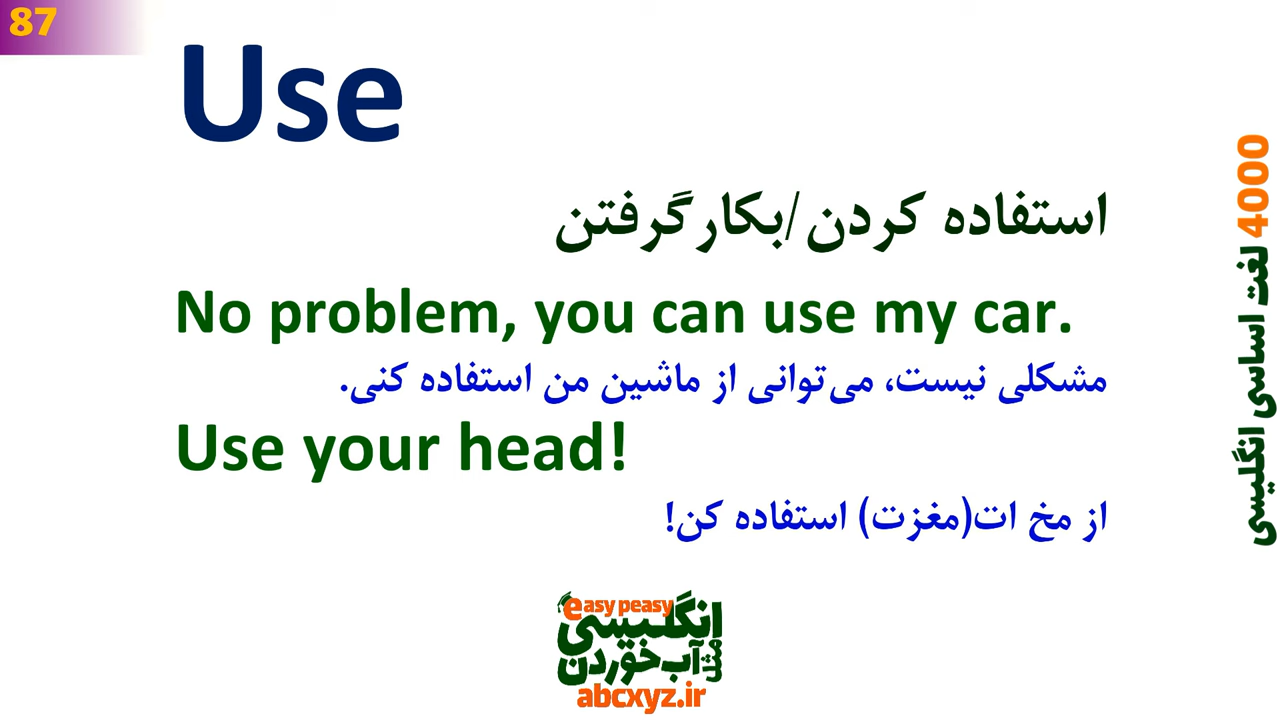 87
Use
استفاده کردن/بکارگرفتن
No problem, you can use my car.
مشکلی نیست، می‌توانی از ماشین من استفاده کنی.
Use your head!
از مخ ات(مغزت) استفاده کن!
4000 لغت اساسی انگلیسی
easy peasy
انگلیسی
مثل آب خوردن
abcxyz.ir